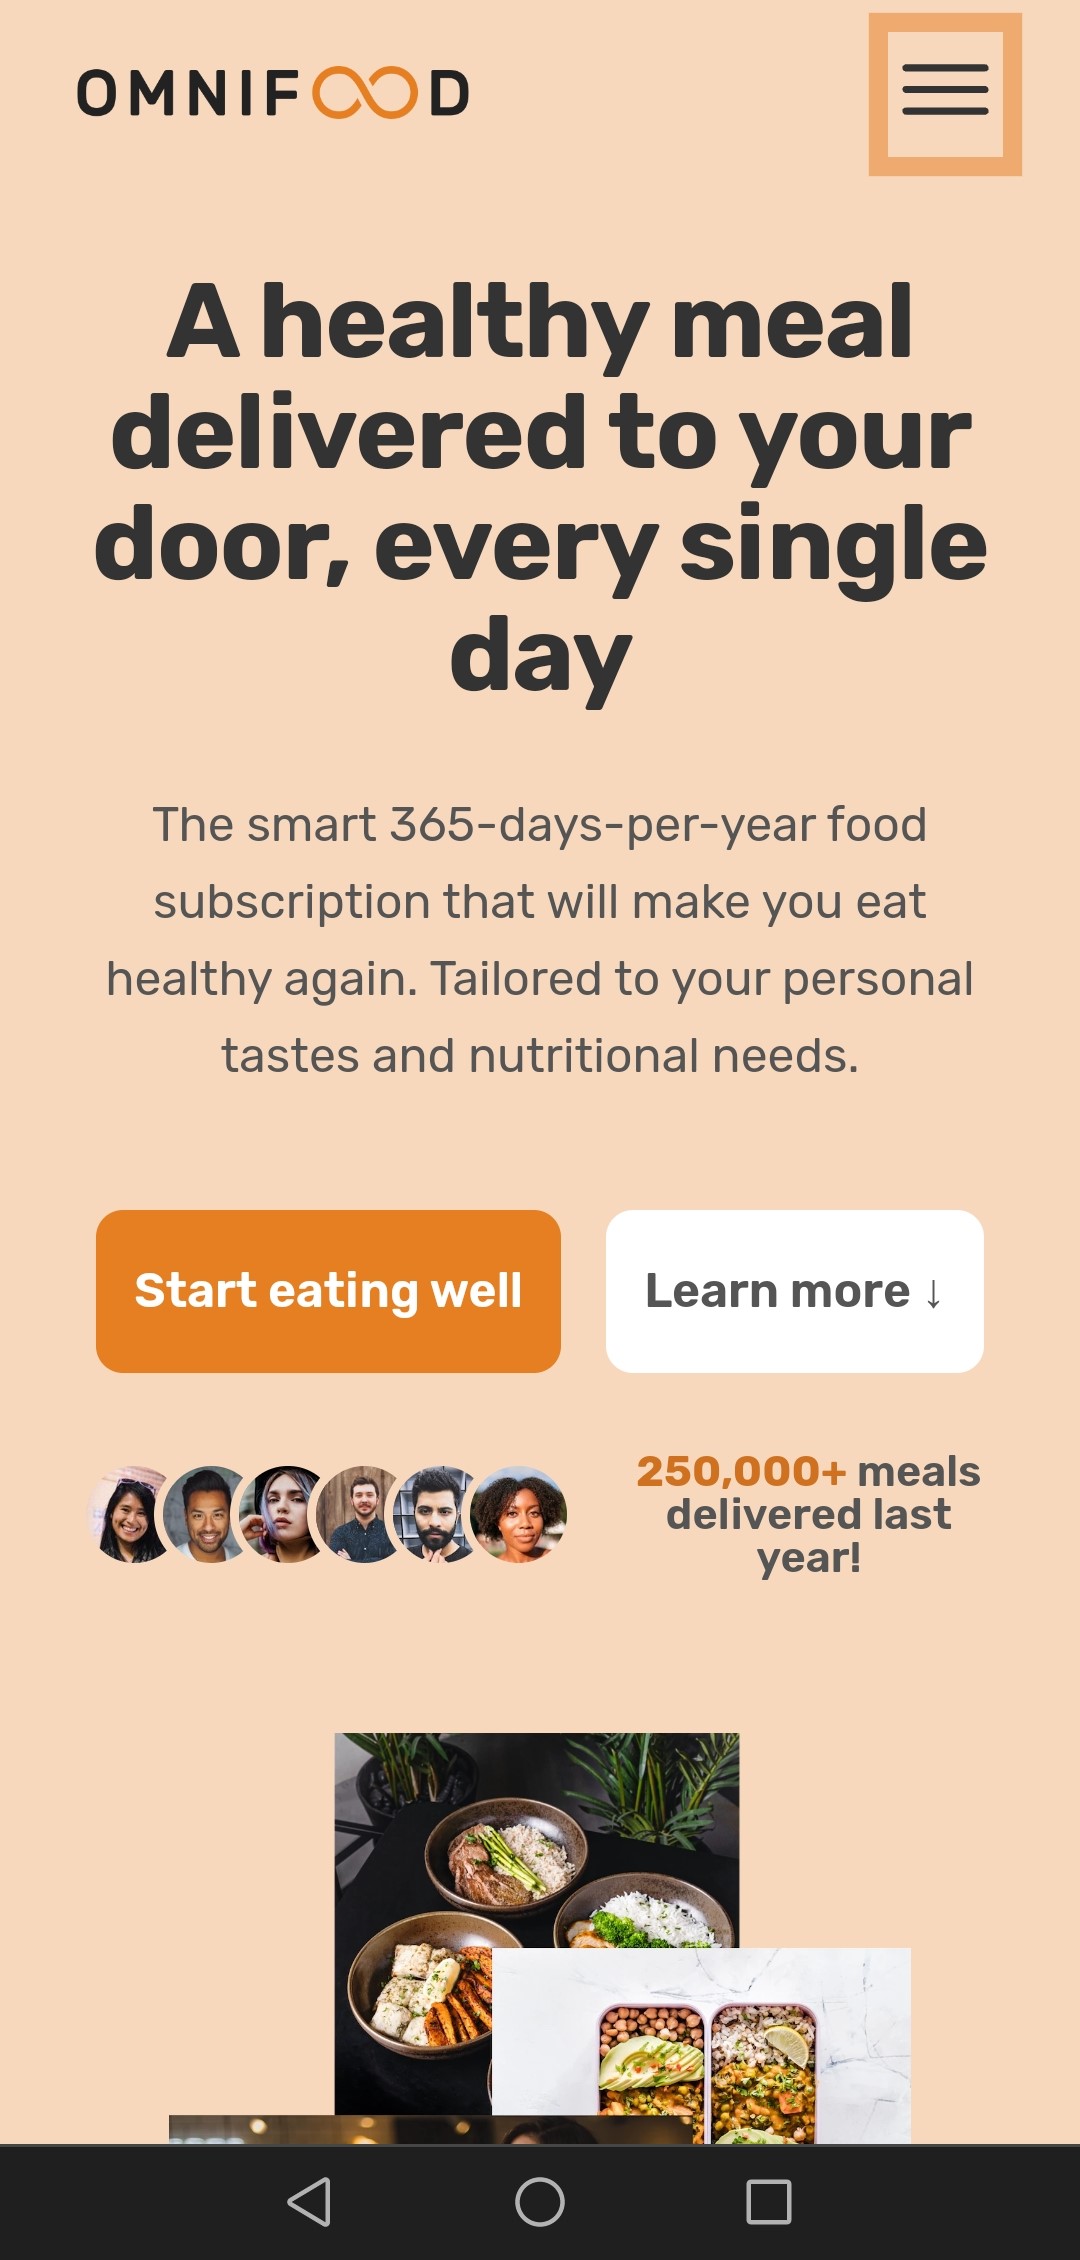 OMNIFOOD
A healthy meal
delivered to your
door, every single
day
The smart 365-days-per-year food
subscription that will make you eat
healthy again. Tailored to your personal
tastes and nutritional needs.
Start eating well
Learn more ↓
250,000+ meals
delivered last
year!